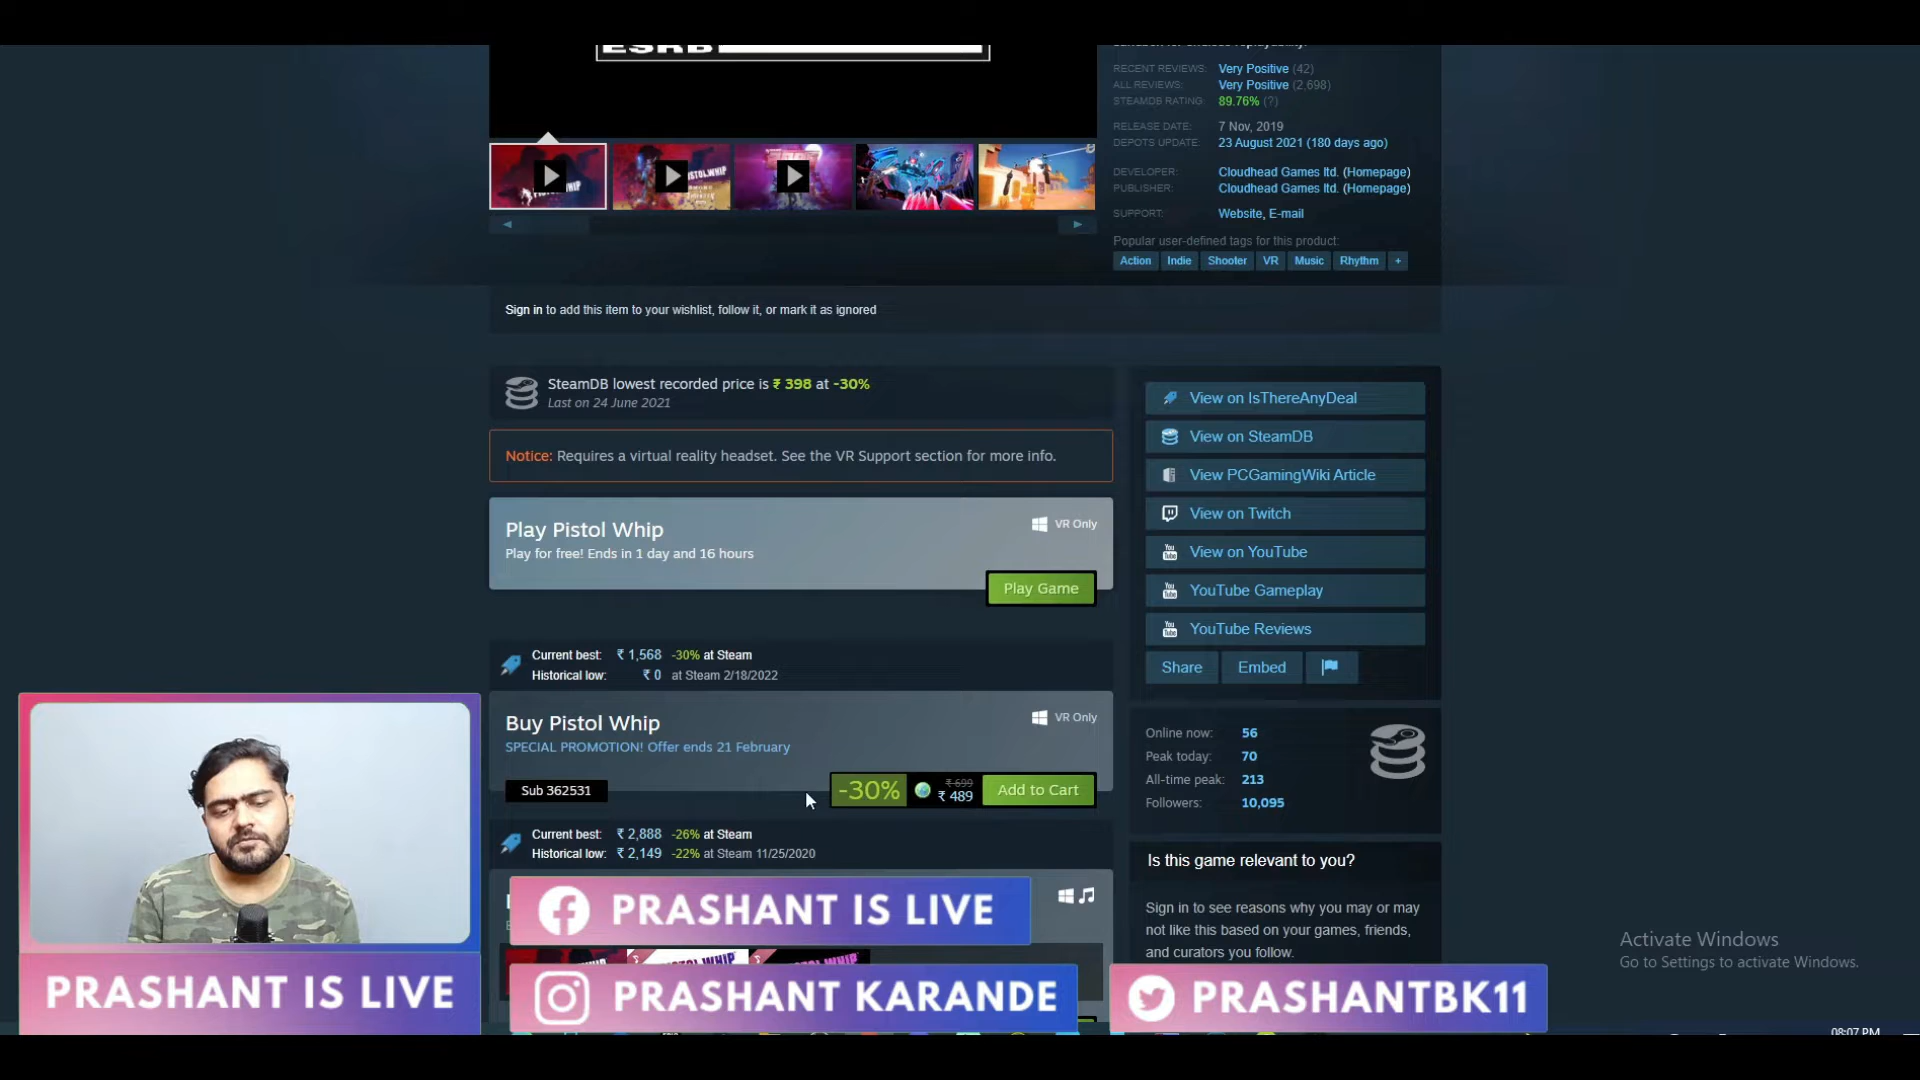 ESRB
RECENT REVIEWS: Very Positive (42)
ALL REVIEWS: Very Positive (2,698)
STEAMDB RATING: 89.76% (?)
RELEASE DATE: 7 Nov, 2019
DEPOTS UPDATE: 23 August 2021 (180 days ago)
DEVELOPER: Cloudhead Games ltd. (Homepage)
PUBLISHER: Cloudhead Games ltd. (Homepage)
SUPPORT: Website, E-mail
Popular user-defined tags for this product:
Action Indie Shooter VR Music Rhythm +
Sign in to add this item to your wishlist, follow it, or mark it as ignored
SteamDB lowest recorded price is ₹ 398 at -30%
Last on 24 June 2021
Notice: Requires a virtual reality headset. See the VR Support section for more info.
Play Pistol Whip
VR Only
Play for free! Ends in 1 day and 16 hours
Play Game
Current best: ₹ 1,568 -30% at Steam
Historical low: ₹ 0 at Steam 2/18/2022
Buy Pistol Whip
VR Only
SPECIAL PROMOTION! Offer ends 21 February
Sub 362531
-30%
₹ 699
₹ 489
Add to Cart
Current best: ₹ 2,888 -26% at Steam
Historical low: ₹ 2,149 -22% at Steam 11/25/2020
View on IsThereAnyDeal
View on SteamDB
View PCGamingWiki Article
View on Twitch
View on YouTube
YouTube Gameplay
YouTube Reviews
Share Embed
Online now: 56
Peak today: 70
All-time peak: 213
Followers: 10,095
Is this game relevant to you?
Sign in to see reasons why you may or may
not like this based on your games, friends,
and curators you follow.
Activate Windows
Go to Settings to activate Windows.
PRASHANT IS LIVE
PRASHANT IS LIVE
PRASHANT KARANDE
PRASHANTBK11
08:07 PM